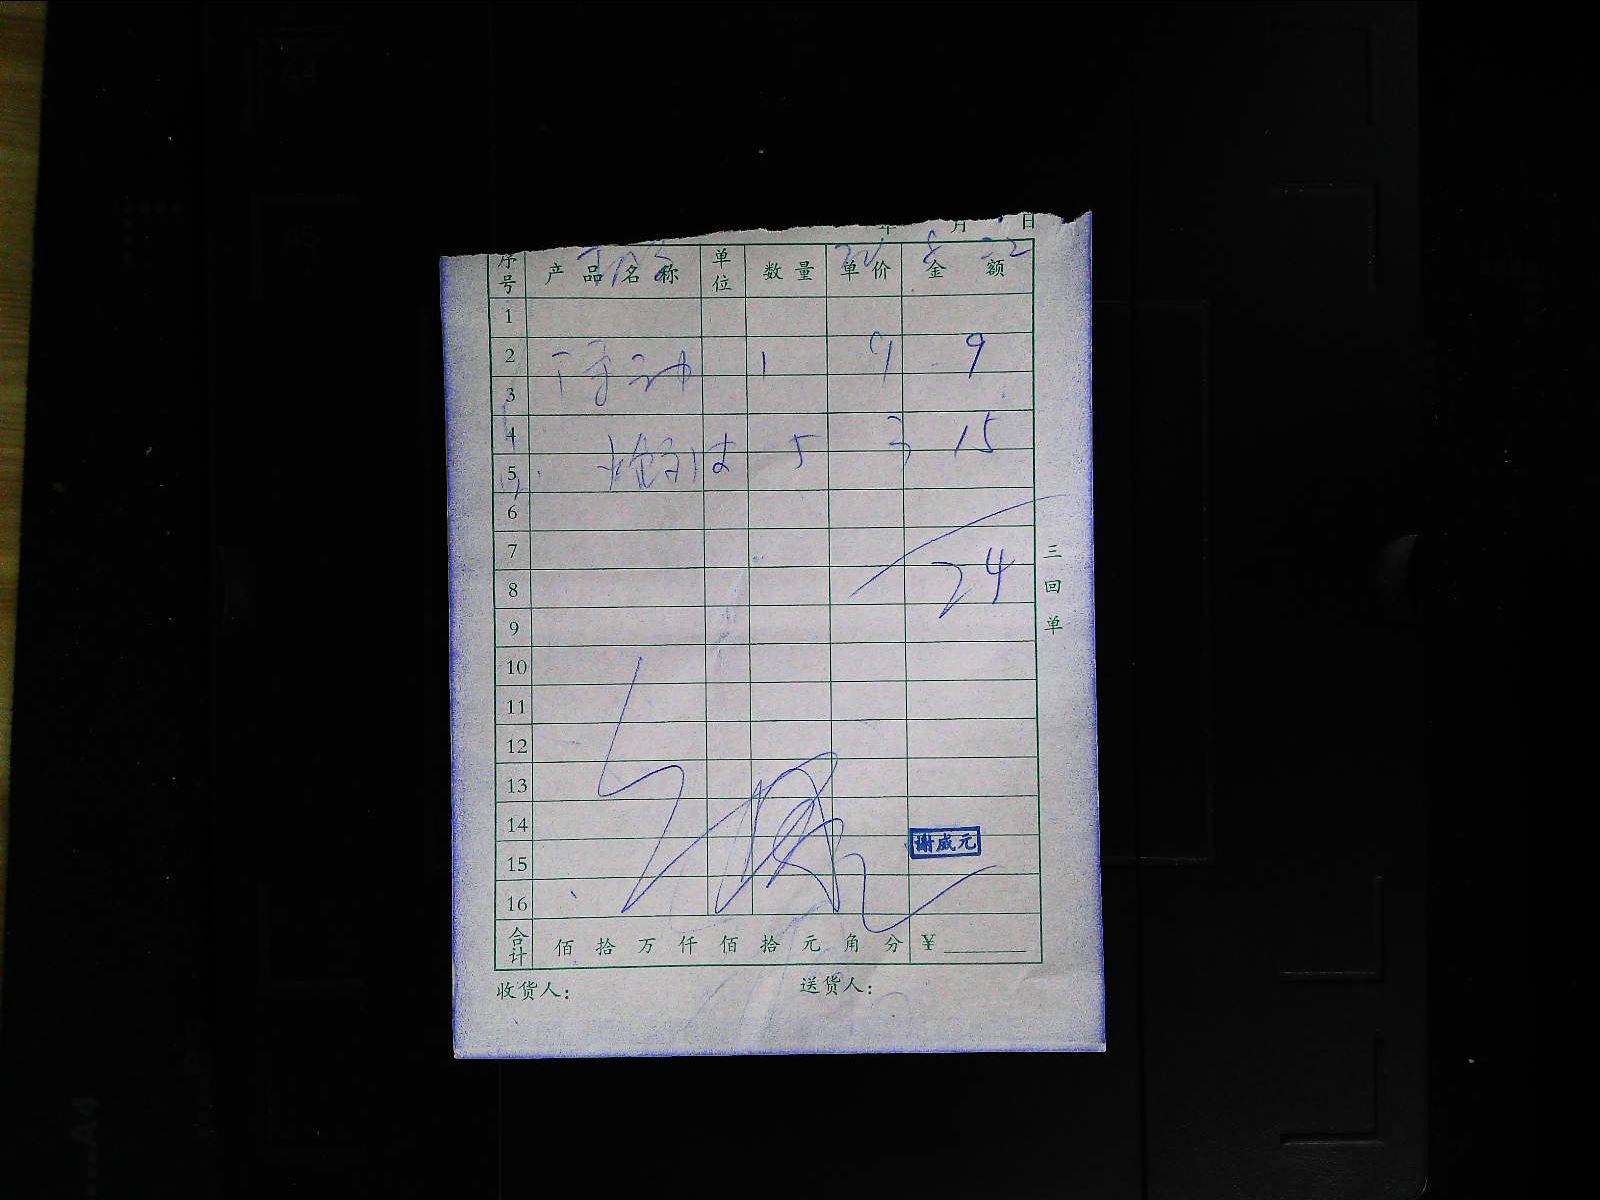 年 月 日
序号 产品名称 单位 数量 单价 金额
1
2 1 9 9
3
4 5 3 15
5
6
7
8 24
9
10
11
12
13
14
15 谢威元
16
合计 佰 拾 万 仟 佰 拾 元 角 分 ¥
收货人： 送货人：
三回单